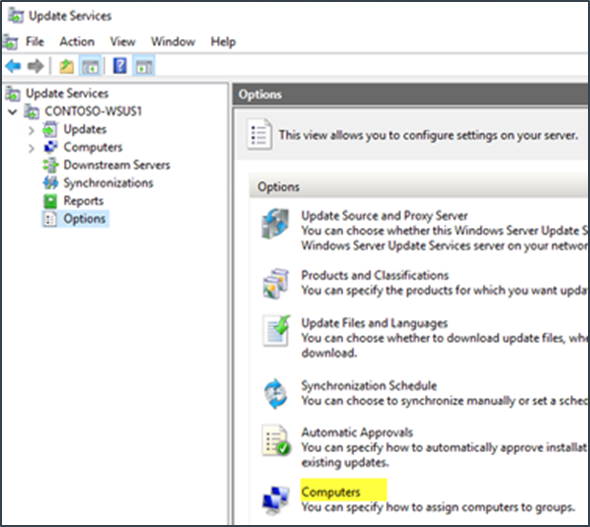 Update Services
File Action View Window Help
Update Services
CONTOSO-WSUS1
Updates
Computers
Downstream Servers
Synchronizations
Reports
Options
Options
This view allows you to configure settings on your server.
Options
Update Source and Proxy Server
You can choose whether this Windows Server Update S
Windows Server Update Services server on your networ
Products and Classifications
You can specify the products for which you want upda
Update Files and Languages
You can choose whether to download update files, whe
download.
Synchronization Schedule
You can choose to synchronize manually or set a sched
Automatic Approvals
You can specify how to automatically approve installat
existing updates.
Computers
You can specify how to assign computers to groups.